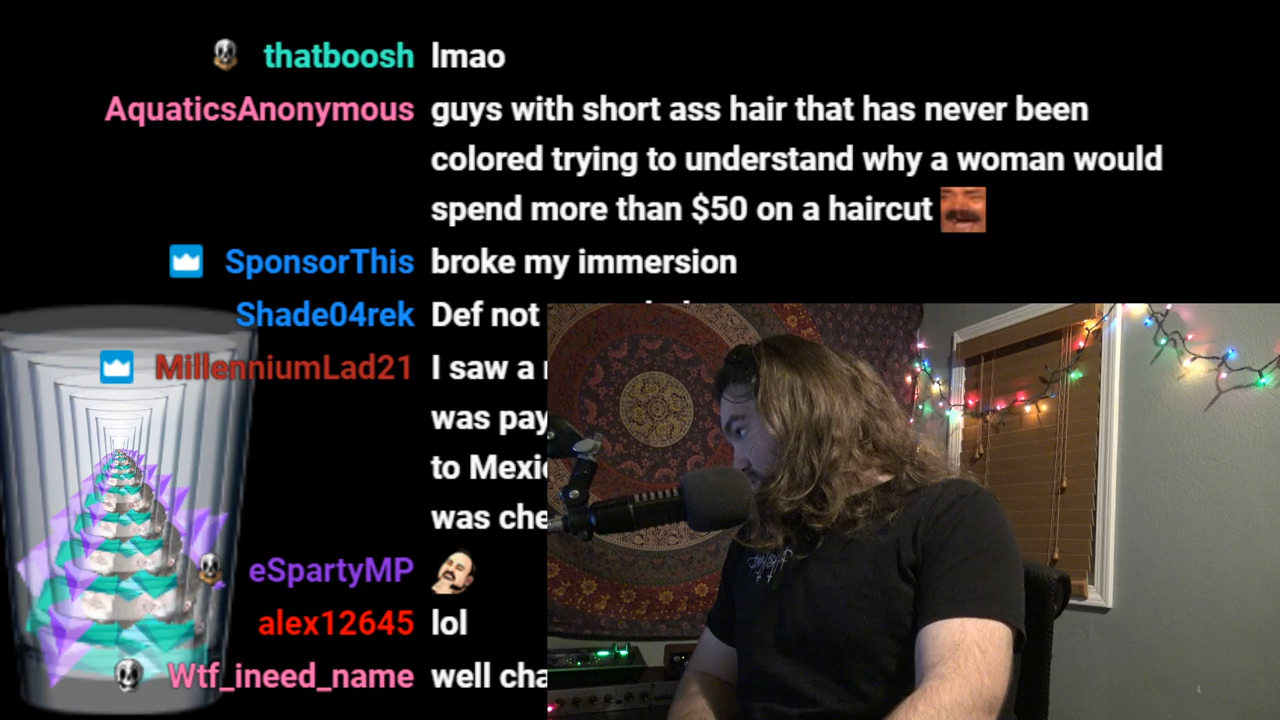 thatboosh lmao
AquaticsAnonymous guys with short ass hair that has never been
colored trying to understand why a woman would
spend more than $50 on a haircut
SponsorThis broke my immersion
Shade04rek Def not
MillenniumLad21 I saw a
was pay
to Mexic
was che
eSpartyMP
alex12645 lol
Wtf_ineed_name well cha